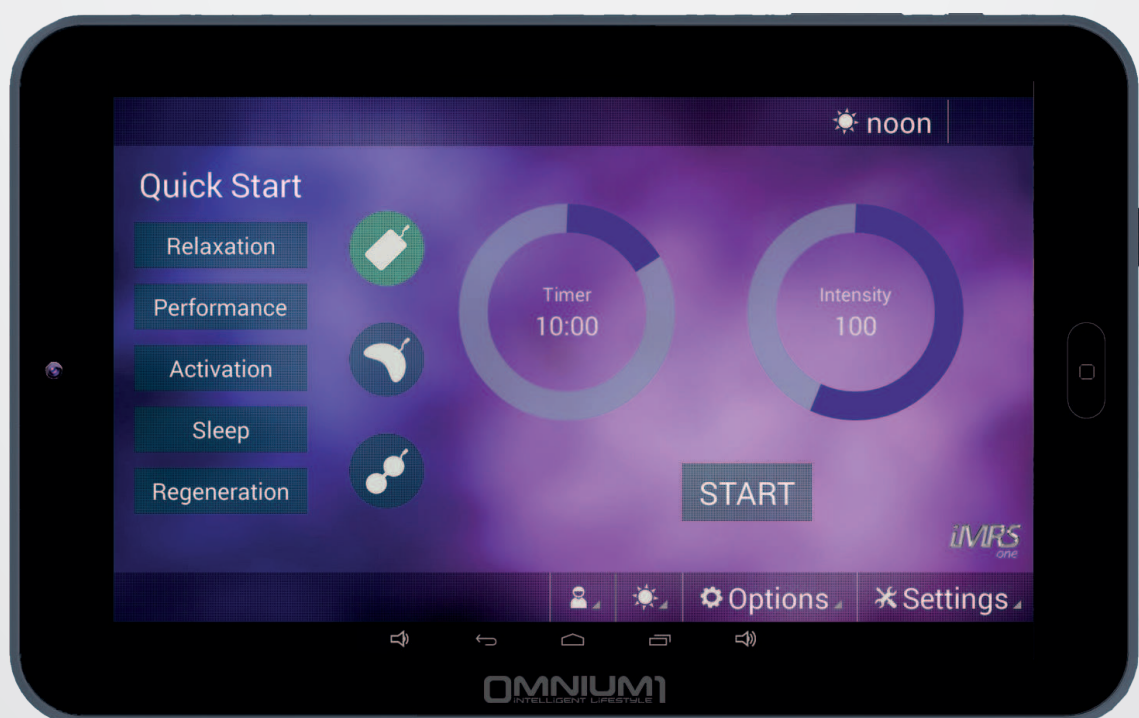 noon
Quick Start
Relaxation
Performance
Activation
Sleep
Regeneration
Timer
10:00
Intensity
100
START
iMRS
one
Options
Settings
OMNIUM1
INTELLIGENT LIFESTYLE